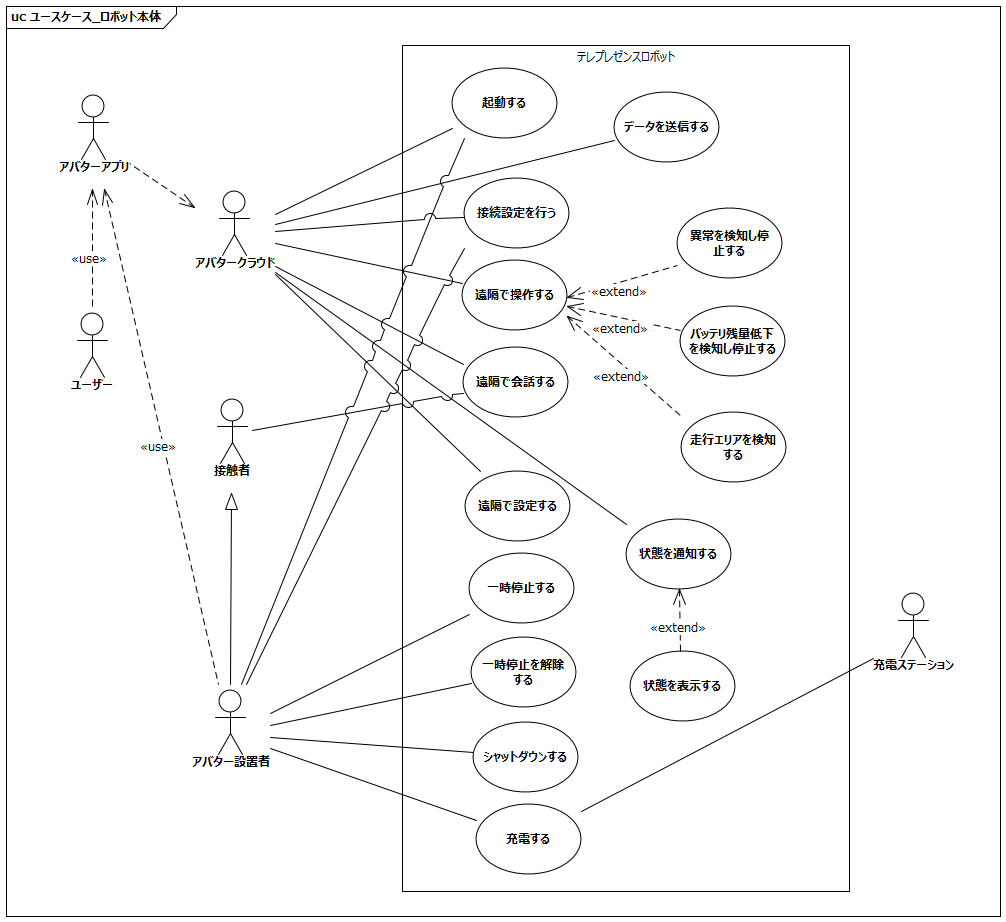 uc ユースケース_ロボット本体
テレプレゼンスロボット
起動する
データを送信する
アバターアプリ
接続設定を行う
異常を検知し停
止する
アバタークラウド
«use»
遠隔で操作する
«extend»
«extend»
バッテリ残量低下
を検知し停止する
«extend»
ユーザー
遠隔で会話する
走行エリアを検知
する
«use»
接触者
遠隔で設定する
状態を通知する
一時停止する
«extend»
一時停止を解除
する
充電ステーション
状態を表示する
アバター設置者
シャットダウンする
充電する